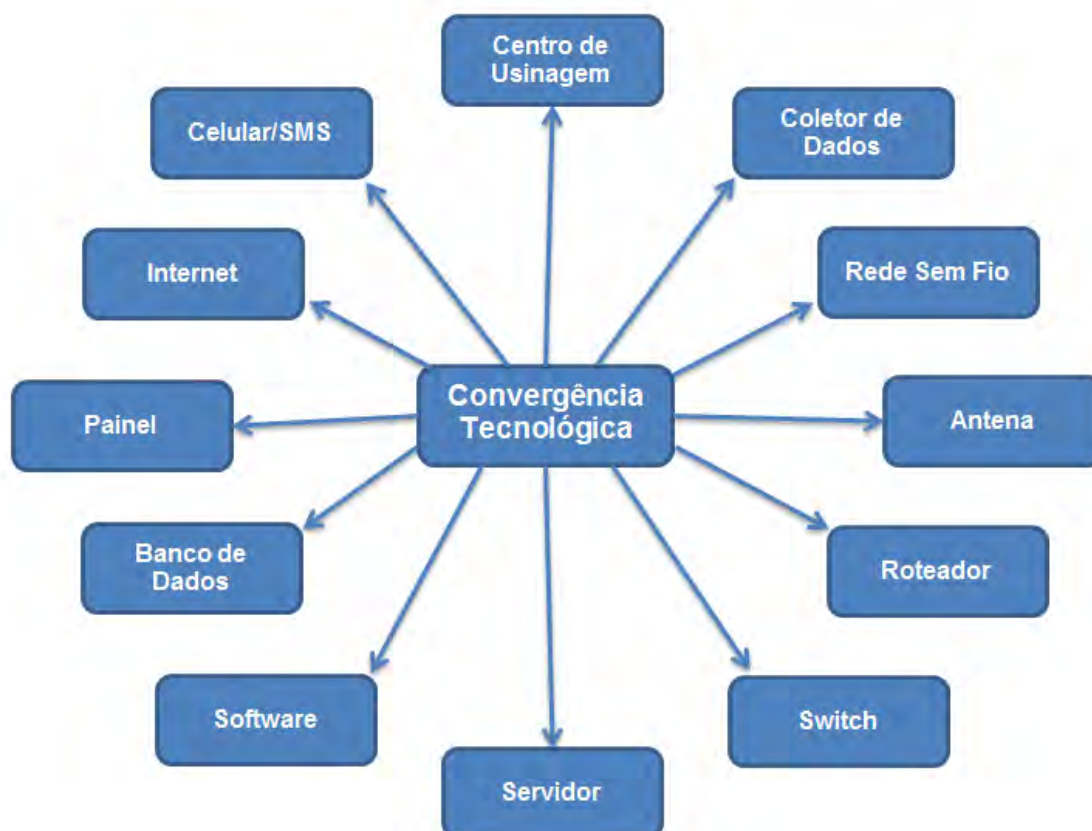 Centro de
Usinagem
Celular/SMS
Coletor de
Dados
Internet
Rede Sem Fio
Convergência
Tecnológica
Painel
Antena
Banco de
Dados
Roteador
Software
Switch
Servidor